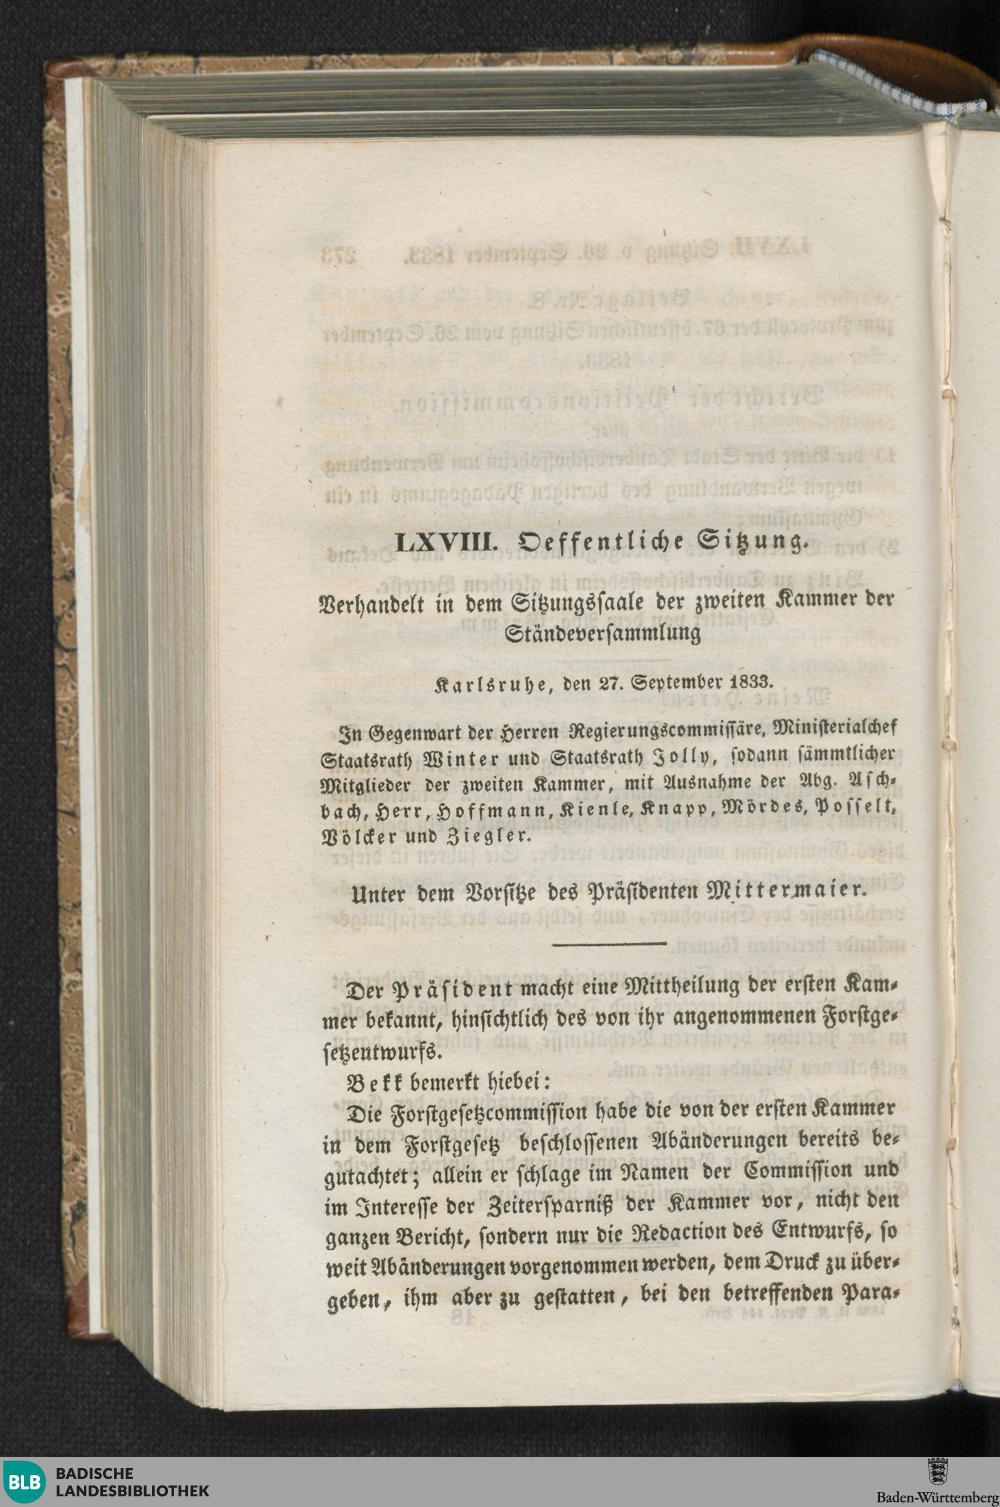 LXVIII. Oeffentliche Sitzung.
Verhandelt in dem Sitzungssaale der zweiten Kammer der
Ständeversammlung
Karlsruhe, den 27. September 1833.
In Gegenwart der Herren Regierungscommissäre, Ministerialchef
Staatsrath Winter und Staatsrath Jolly, sodann sämmtlicher
Mitglieder der zweiten Kammer, mit Ausnahme der Abg. Asch-
bach, Herr, Hoffmann, Kienle, Knapp, Mördes, Posselt,
Völcker und Ziegler.
Unter dem Vorsitze des Präsidenten Mittermaier.
Der Präsident macht eine Mittheilung der ersten Kam-
mer bekannt, hinsichtlich des von ihr angenommenen Forstge-
setzentwurfs.
Bekk bemerkt hiebei:
Die Forstgesetzcommission habe die von der ersten Kammer
in dem Forstgesetz beschlossenen Abänderungen bereits be-
gutachtet; allein er schlage im Namen der Commission und
im Interesse der Zeitersparniß der Kammer vor, nicht den
ganzen Bericht, sondern nur die Redaction des Entwurfs, so
weit Abänderungen vorgenommen werden, dem Druck zu über-
geben, ihm aber zu gestatten, bei den betreffenden Para-
BLB BADISCHE
LANDESBIBLIOTHEK
Baden-Württemberg